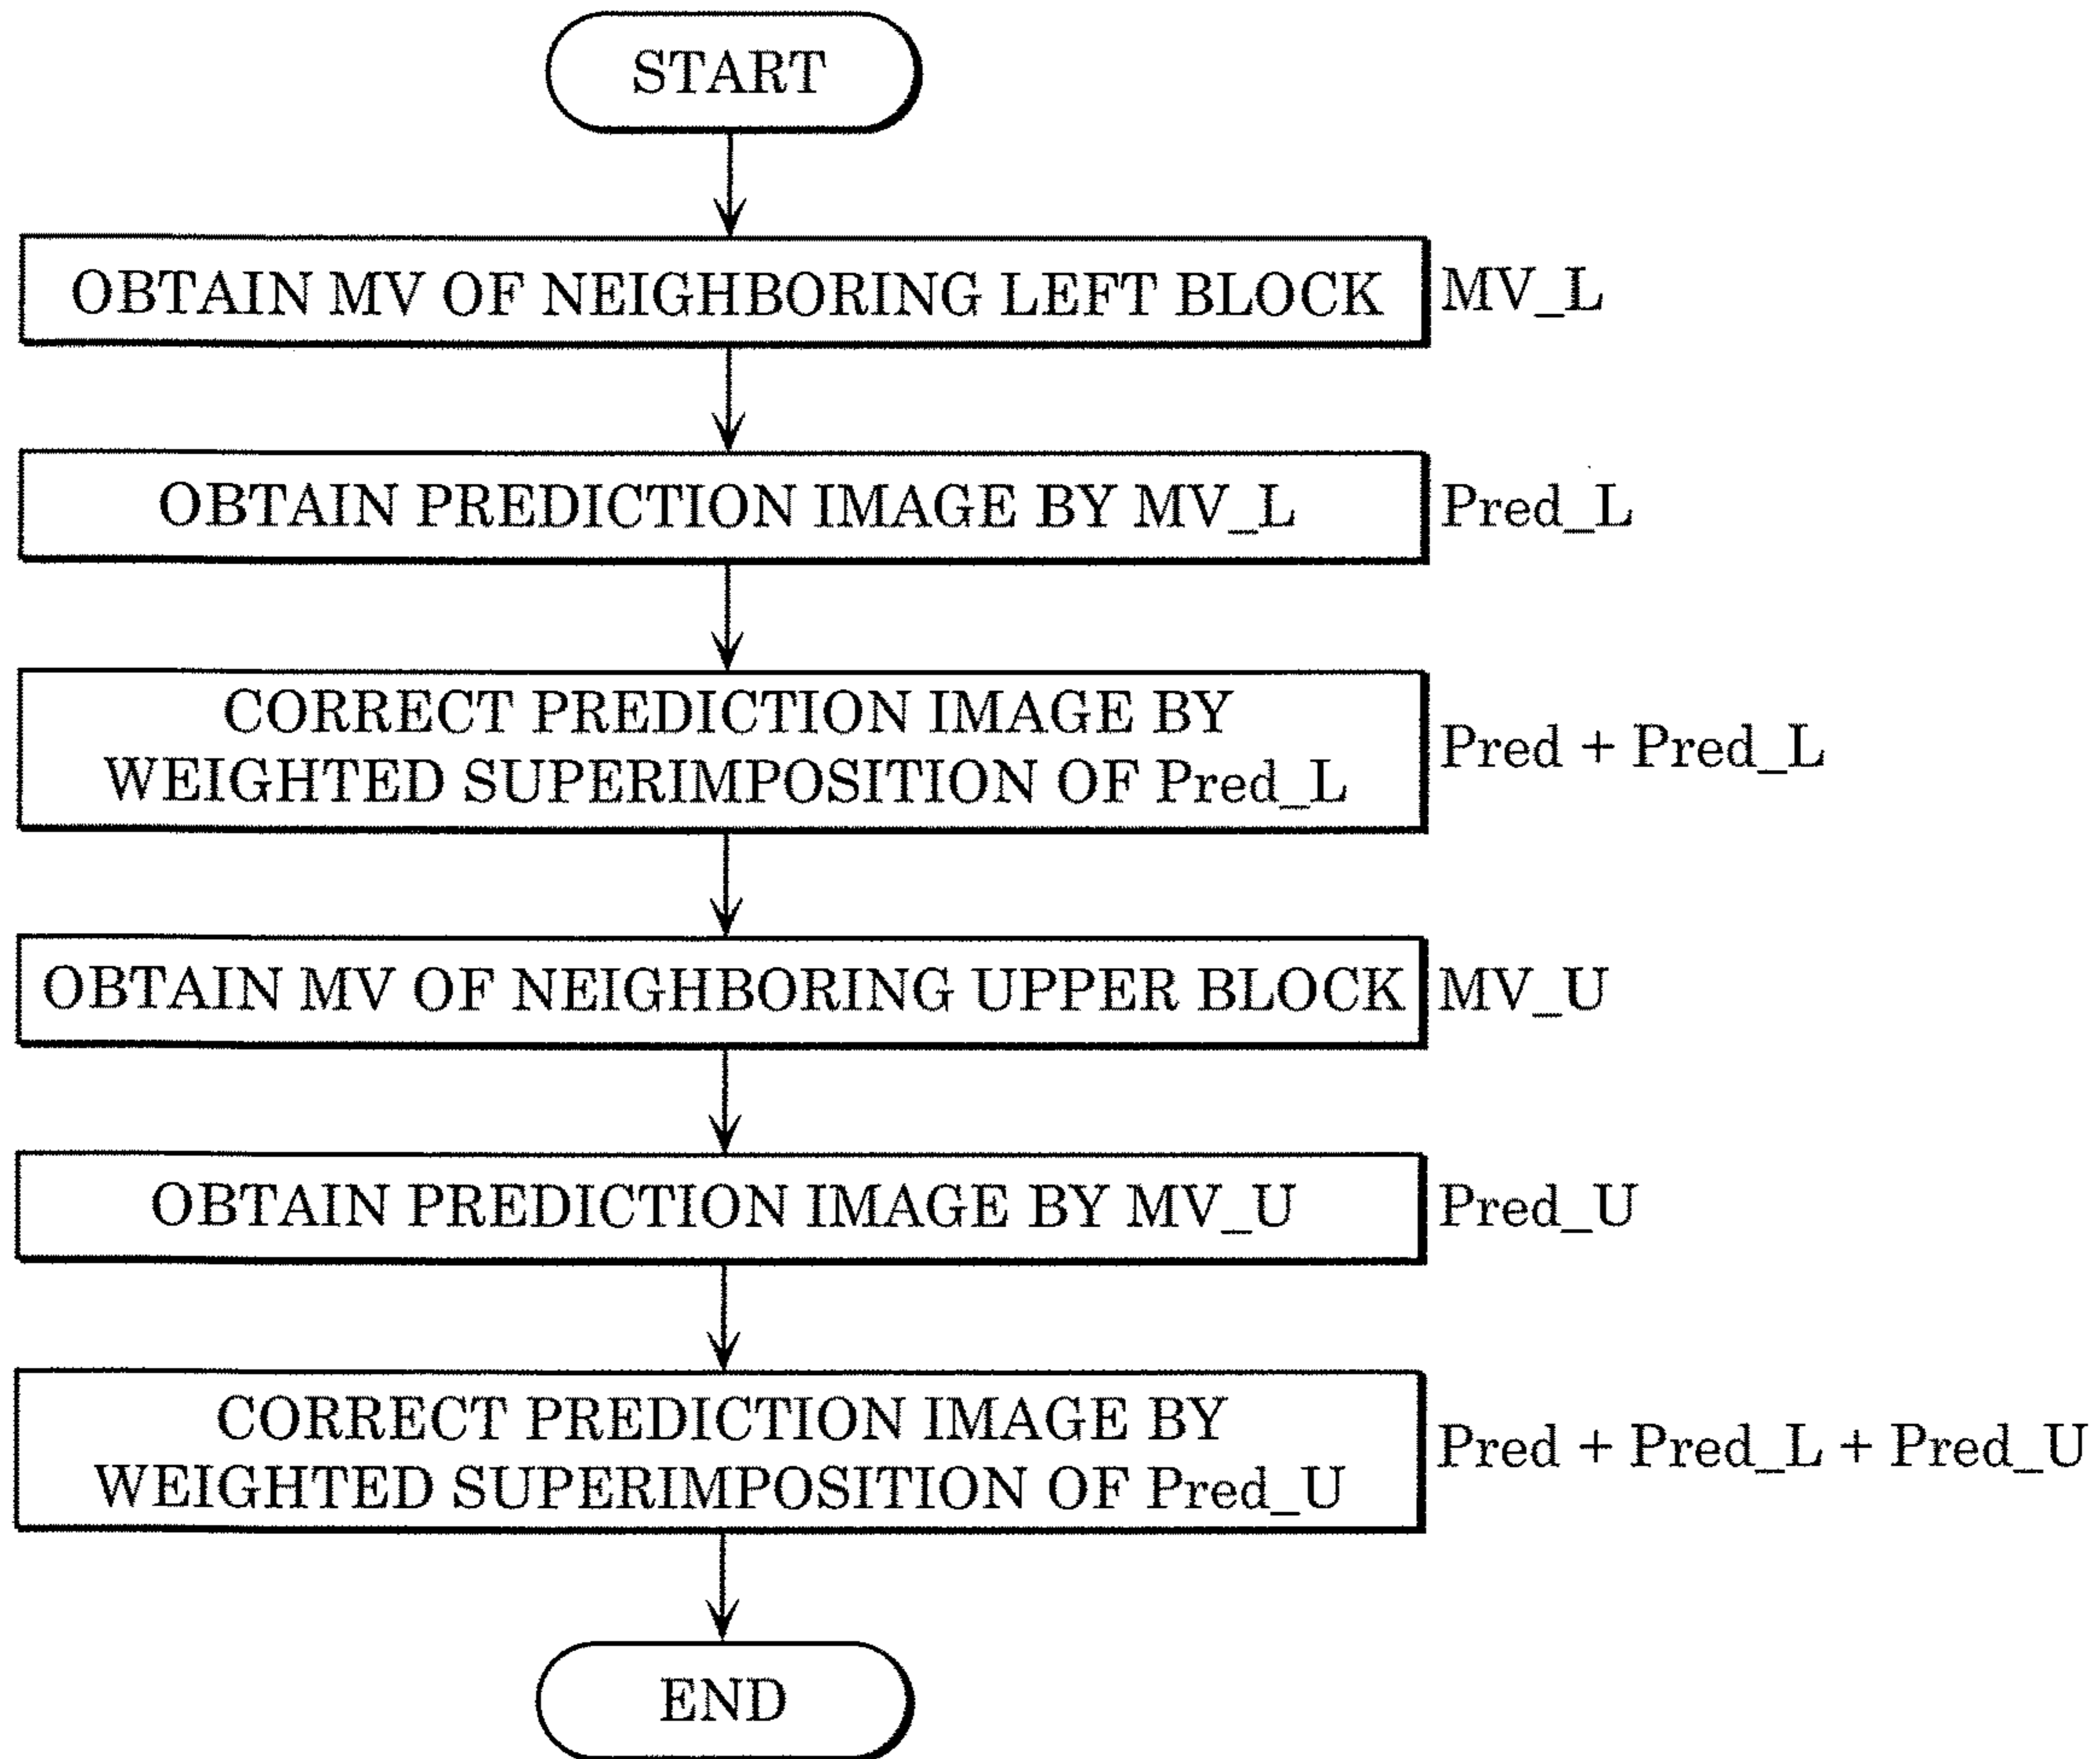 START
OBTAIN MV OF NEIGHBORING LEFT BLOCK
MV_L
OBTAIN PREDICTION IMAGE BY MV_L
Pred_L
CORRECT PREDICTION IMAGE BY
WEIGHTED SUPERIMPOSITION OF Pred_L
Pred + Pred_L
OBTAIN MV OF NEIGHBORING UPPER BLOCK
MV_U
OBTAIN PREDICTION IMAGE BY MV_U
Pred_U
CORRECT PREDICTION IMAGE BY
WEIGHTED SUPERIMPOSITION OF Pred_U
Pred + Pred_L + Pred_U
END